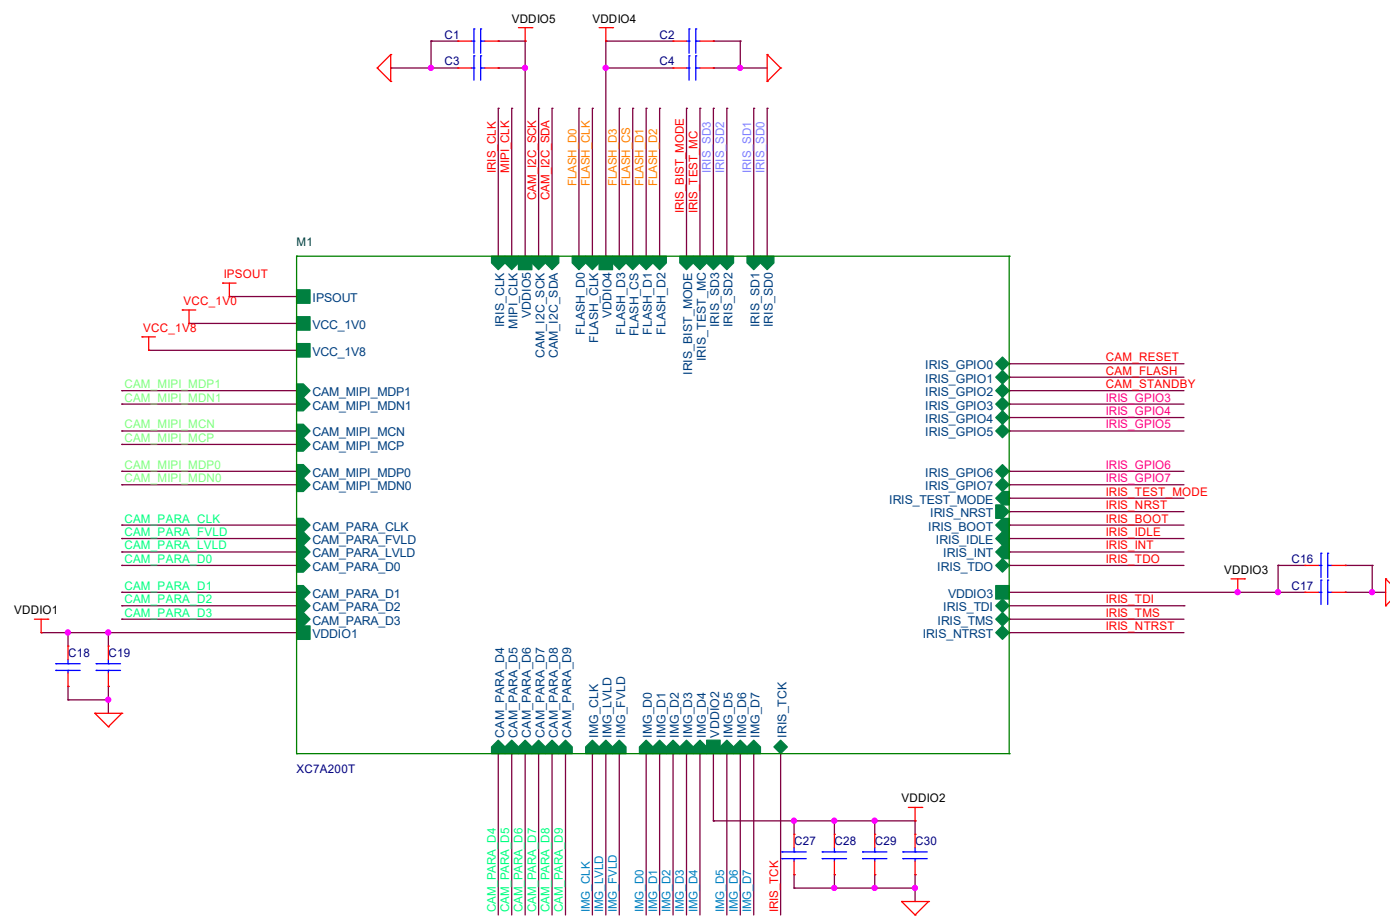 VDDIO5
VDDIO4
C1
C2
C3
C4
IRIS_CLK
MIPI_CLK
CAM_I2C_SCK
CAM_I2C_SDA
FLASH_D0
FLASH_CLK
FLASH_D3
FLASH_CS
FLASH_D1
FLASH_D2
IRIS_BIST_MODE
IRIS_TEST_MC
IRIS_SD3
IRIS_SD2
IRIS_SD1
IRIS_SD0
M1
IRIS_CLK
MIPI_CLK
VDDIO5
CAM_I2C_SCK
CAM_I2C_SDA
FLASH_D0
FLASH_CLK
VDDIO4
FLASH_D3
FLASH_CS
FLASH_D1
FLASH_D2
IRIS_BIST_MODE
IRIS_TEST_MC
IRIS_SD3
IRIS_SD2
IRIS_SD1
IRIS_SD0
IPSOUT
IPSOUT
VCC_1V0
VCC_1V0
VCC_1V8
VCC_1V8
CAM_MIPI_MDP1
CAM_MIPI_MDP1
CAM_MIPI_MDN1
CAM_MIPI_MDN1
CAM_MIPI_MCN
CAM_MIPI_MCN
CAM_MIPI_MCP
CAM_MIPI_MCP
CAM_MIPI_MDP0
CAM_MIPI_MDP0
CAM_MIPI_MDN0
CAM_MIPI_MDN0
CAM_PARA_CLK
CAM_PARA_CLK
CAM_PARA_FVLD
CAM_PARA_FVLD
CAM_PARA_LVLD
CAM_PARA_LVLD
CAM_PARA_D0
CAM_PARA_D0
CAM_PARA_D1
CAM_PARA_D1
CAM_PARA_D2
CAM_PARA_D2
CAM_PARA_D3
CAM_PARA_D3
VDDIO1
VDDIO1
C18
C19
IRIS_GPIO0
CAM_RESET
IRIS_GPIO1
CAM_FLASH
IRIS_GPIO2
CAM_STANDBY
IRIS_GPIO3
IRIS_GPIO3
IRIS_GPIO4
IRIS_GPIO4
IRIS_GPIO5
IRIS_GPIO5
IRIS_GPIO6
IRIS_GPIO6
IRIS_GPIO7
IRIS_GPIO7
IRIS_TEST_MODE
IRIS_TEST_MODE
IRIS_NRST
IRIS_NRST
IRIS_BOOT
IRIS_BOOT
IRIS_IDLE
IRIS_IDLE
IRIS_INT
IRIS_INT
IRIS_TDO
IRIS_TDO
VDDIO3
VDDIO3
C16
C17
IRIS_TDI
IRIS_TDI
IRIS_TMS
IRIS_TMS
IRIS_NTRST
IRIS_NTRST
CAM_PARA_D4
CAM_PARA_D5
CAM_PARA_D6
CAM_PARA_D7
CAM_PARA_D8
CAM_PARA_D9
IMG_CLK
IMG_LVLD
IMG_FVLD
IMG_D0
IMG_D1
IMG_D2
IMG_D3
IMG_D4
VDDIO2
IMG_D5
IMG_D6
IMG_D7
IRIS_TCK
XC7A200T
CAM_PARA_D4
CAM_PARA_D5
CAM_PARA_D6
CAM_PARA_D7
CAM_PARA_D8
CAM_PARA_D9
IMG_CLK
IMG_LVLD
IMG_FVLD
IMG_D0
IMG_D1
IMG_D2
IMG_D3
IMG_D4
IMG_D5
IMG_D6
IMG_D7
IRIS_TCK
VDDIO2
C27
C28
C29
C30